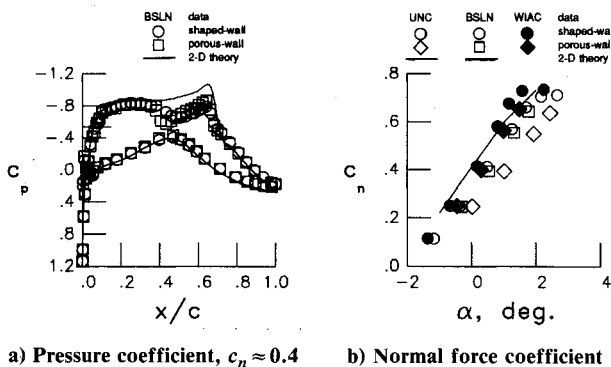 BSLN data
shaped-wall
porous-wall
2-D theory
-1.2
-.8
-.4
.0
.4
.8
1.2
C p
.0 .2 .4 .6 .8 1.0
x/c
a) Pressure coefficient, c n ≈ 0.4
UNC BSLN WIAC data
shaped-wa
porous-wal
2-D theory
.8
.6
.4
.2
.0
C n
-2 0 2 4
α, deg.
b) Normal force coefficient